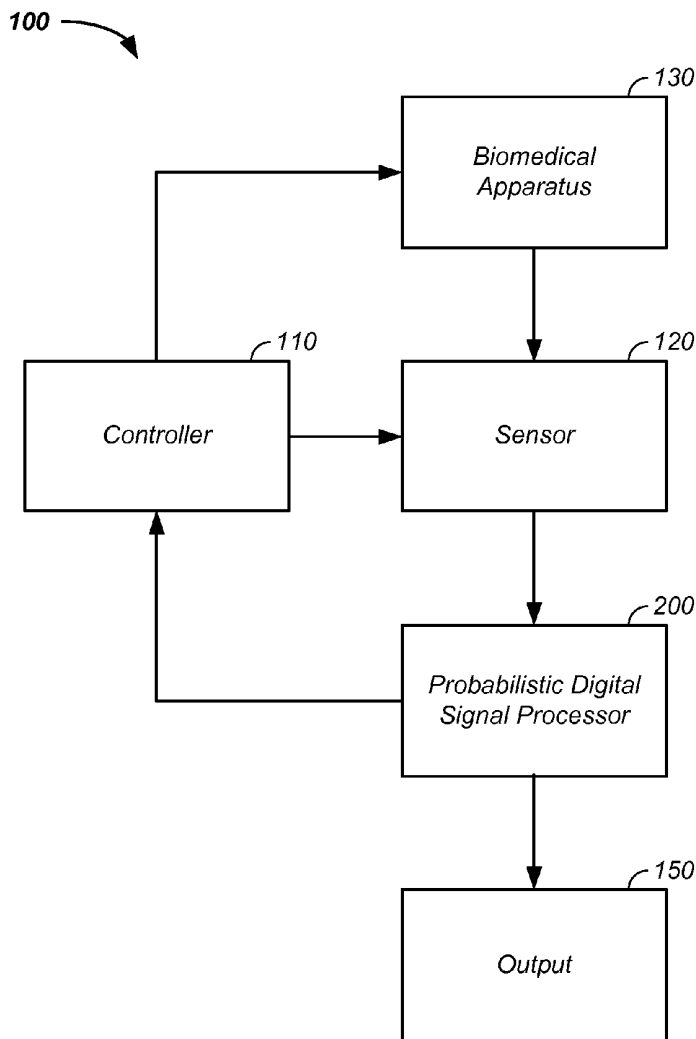 100
130
Biomedical
Apparatus
110
Controller
120
Sensor
200
Probabilistic Digital
Signal Processor
150
Output